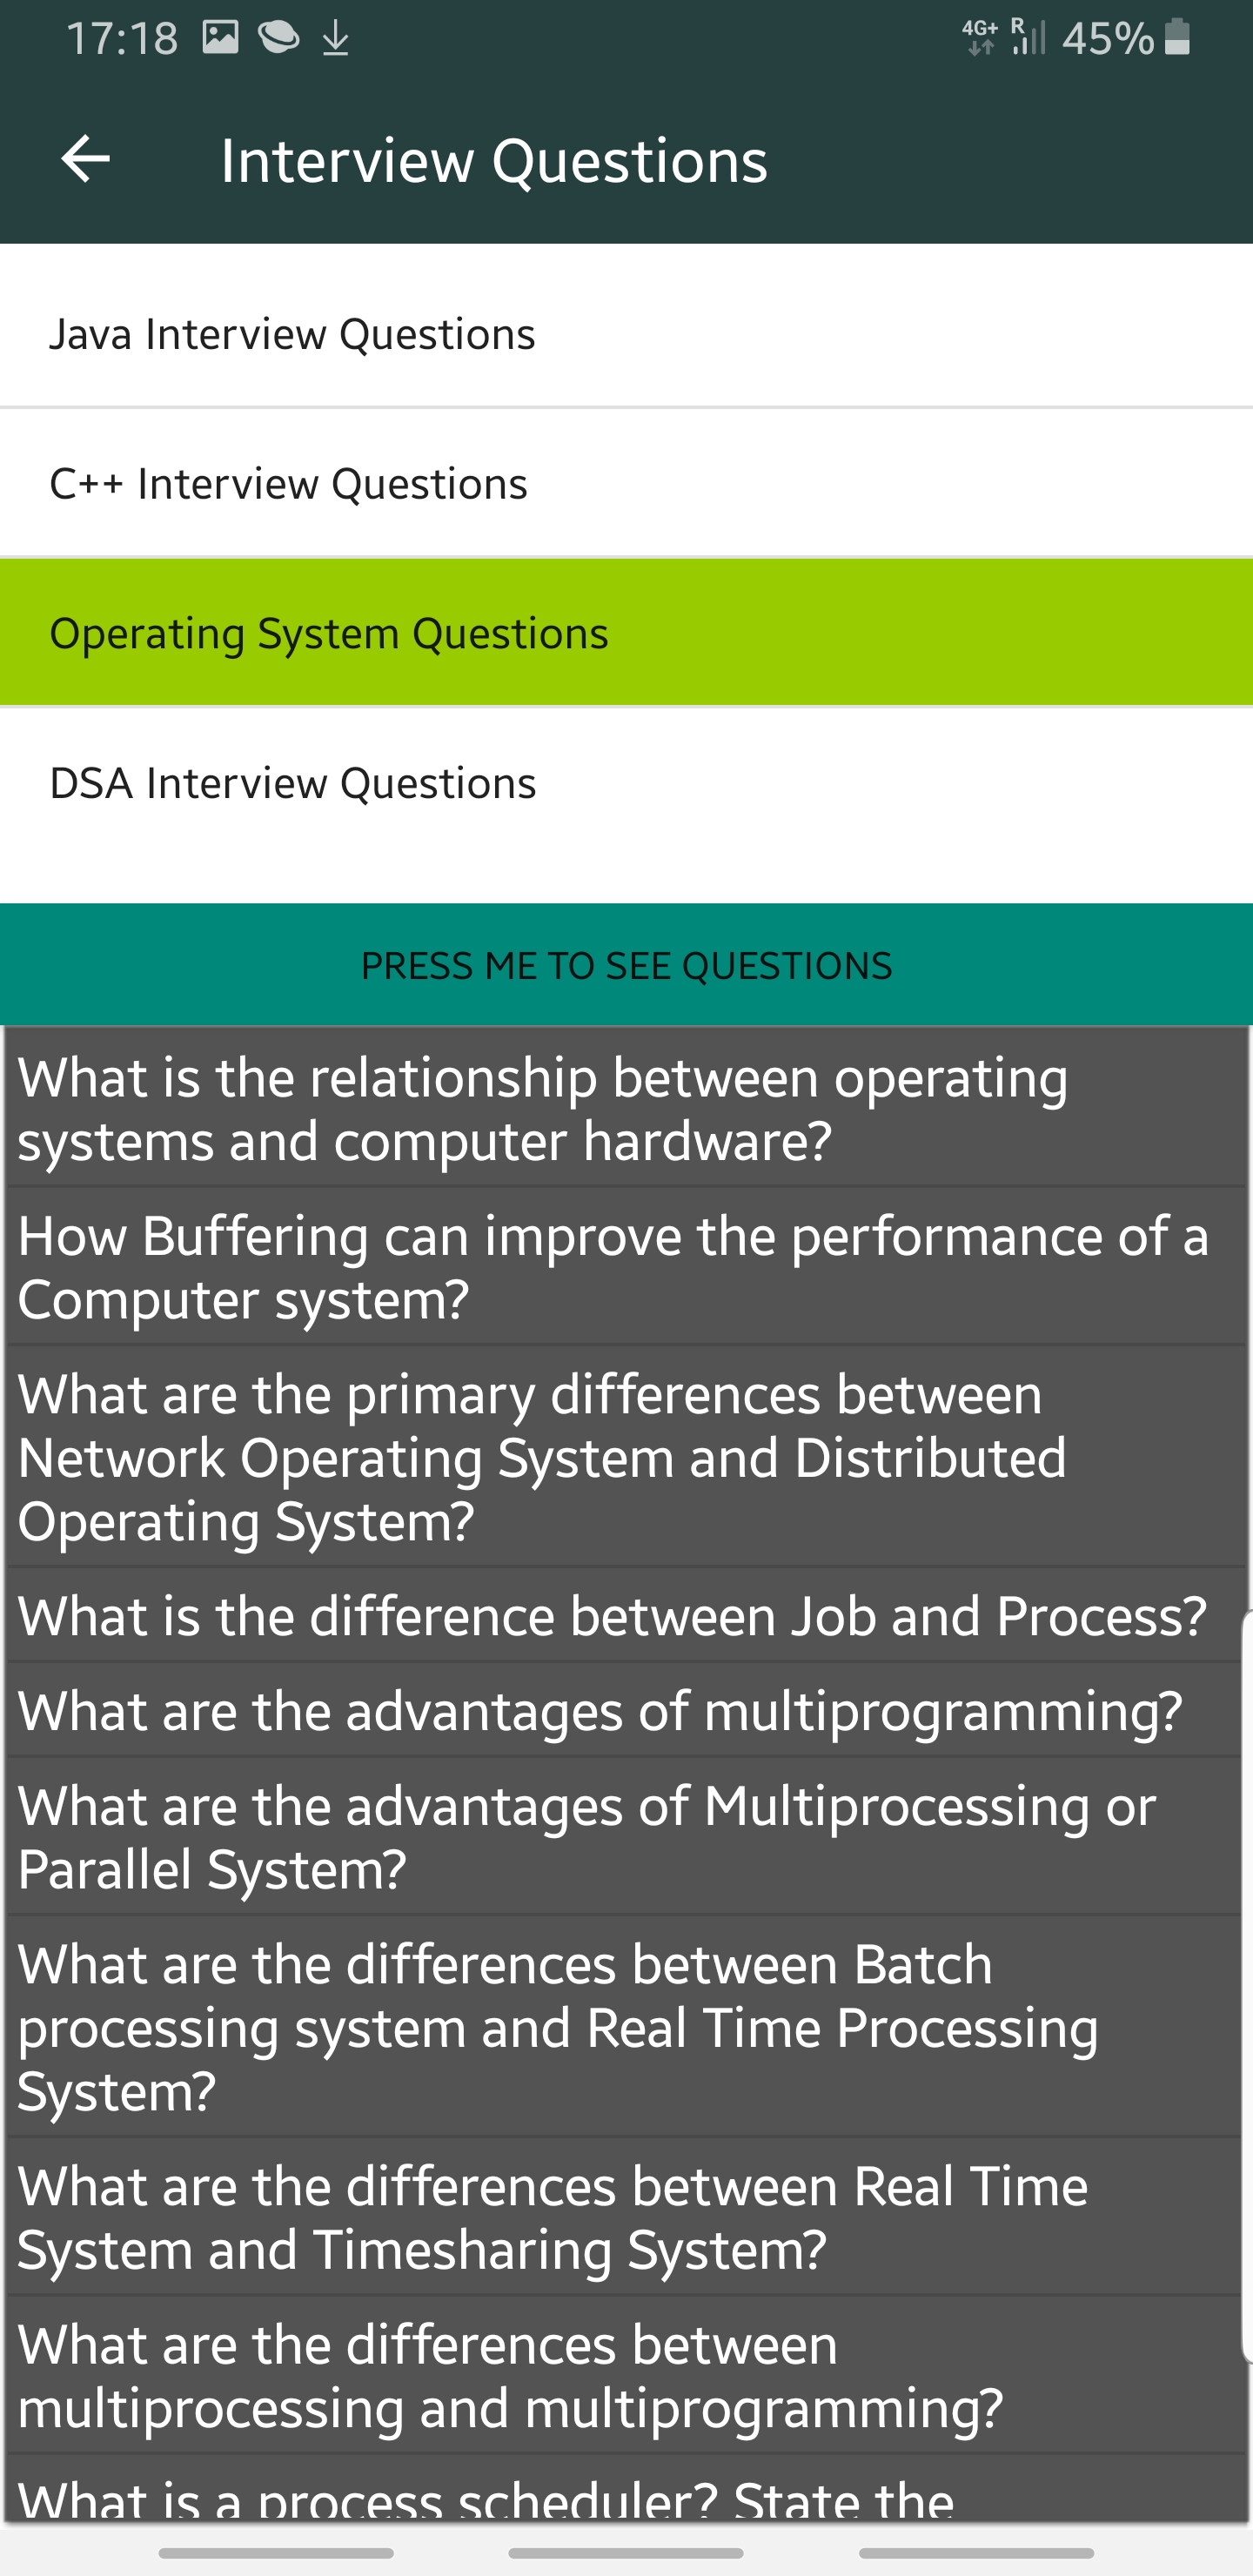 17:18 4G+ R 45%
Interview Questions
Java Interview Questions
C++ Interview Questions
Operating System Questions
DSA Interview Questions
PRESS ME TO SEE QUESTIONS
What is the relationship between operating
systems and computer hardware?
How Buffering can improve the performance of a
Computer system?
What are the primary differences between
Network Operating System and Distributed
Operating System?
What is the difference between Job and Process?
What are the advantages of multiprogramming?
What are the advantages of Multiprocessing or
Parallel System?
What are the differences between Batch
processing system and Real Time Processing
System?
What are the differences between Real Time
System and Timesharing System?
What are the differences between
multiprocessing and multiprogramming?
What is a process scheduler? State the